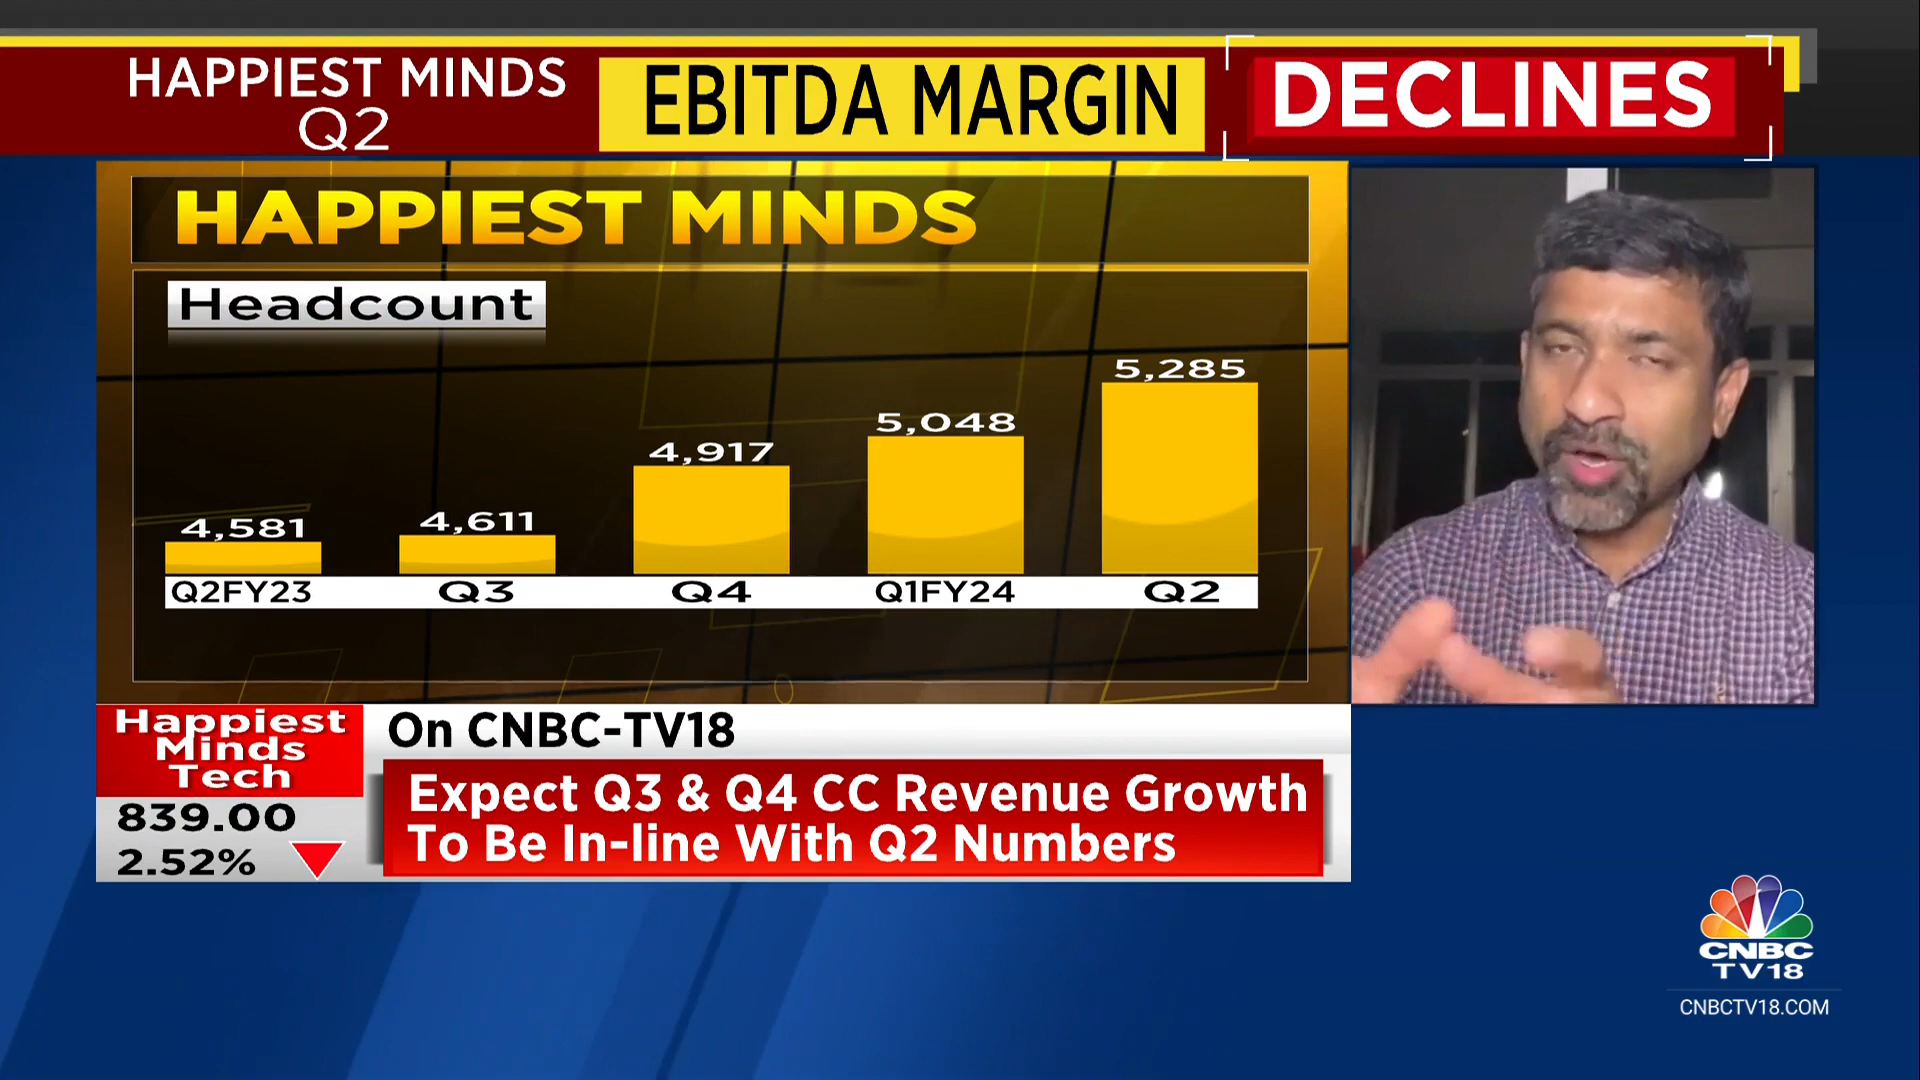 HAPPIEST MINDS
Q2
EBITDA MARGIN
DECLINES
HAPPIEST MINDS
Headcount
4,581
4,611
4,917
5,048
5,285
Q2FY23
Q3
Q4
Q1FY24
Q2
Happiest
Minds
Tech
839.00
2.52%
On CNBC-TV18
Expect Q3 & Q4 CC Revenue Growth
To Be In-line With Q2 Numbers
CNBC
TV18
CNBCTV18.COM